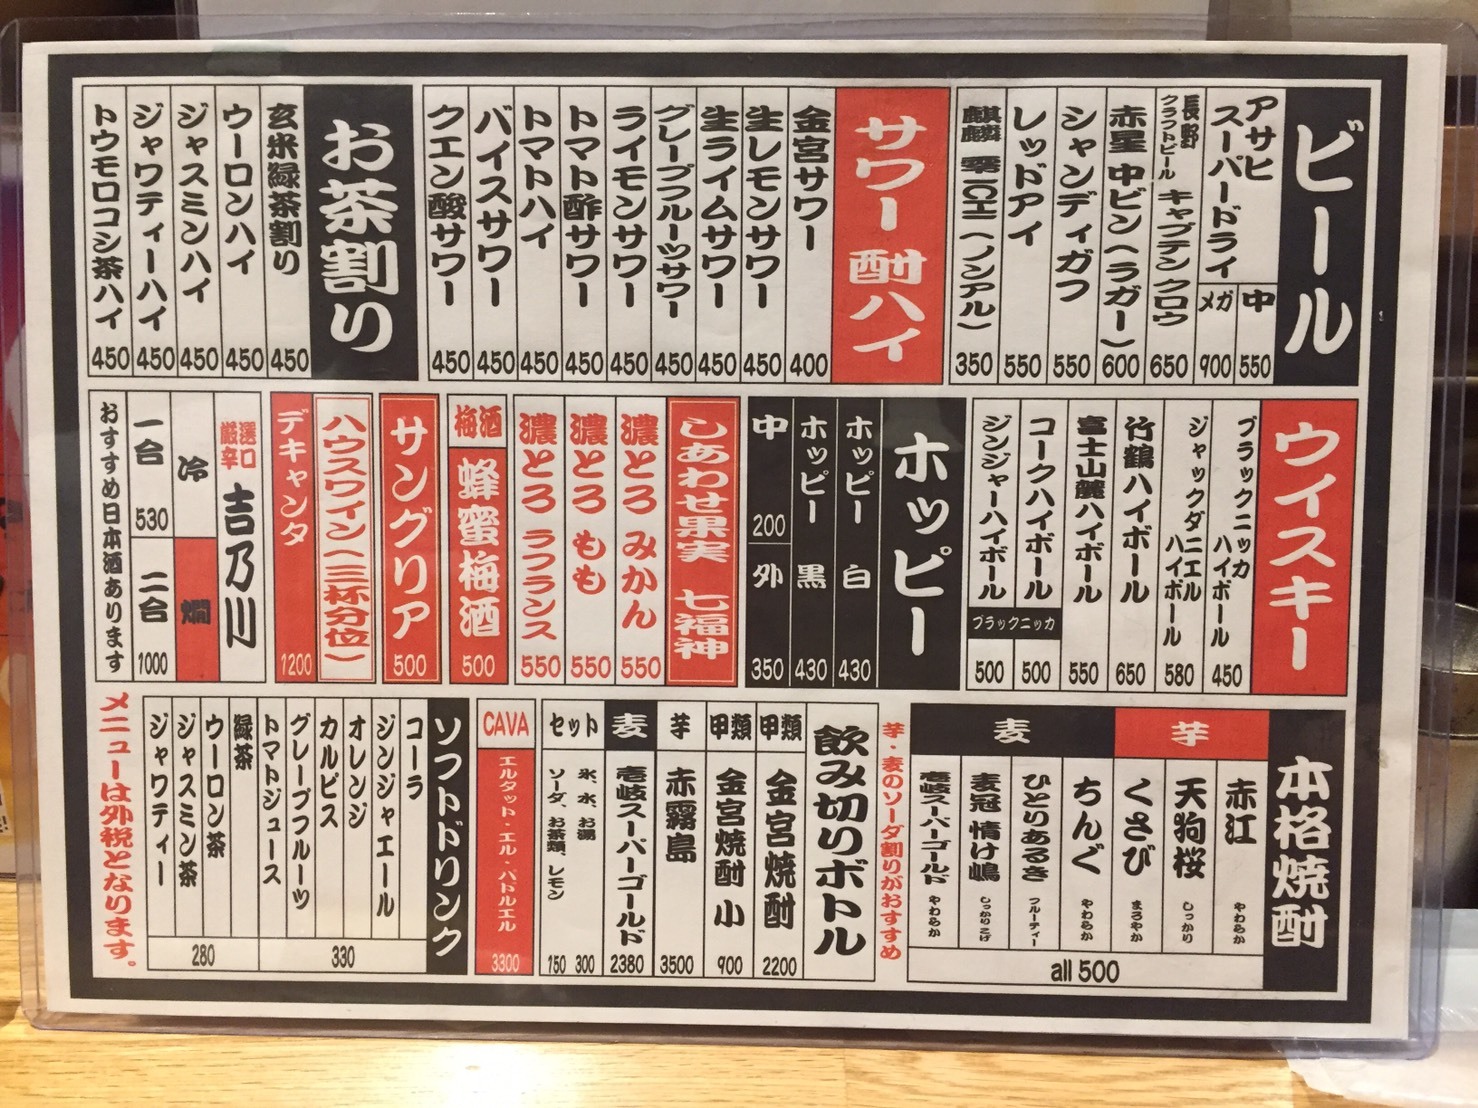 ビール
アサヒ
スーパードライ
中 550
メガ 900
長野
クラフトビール
キャプテンクロウ 650
赤星 中ビン(ラガー) 600
シャンディガフ 550
レッドアイ 550
麒麟 零ICHI(ノンアル) 350
サワー 酎ハイ
金宮サワー 400
生レモンサワー 450
生ライムサワー 450
グレープフルーツサワー 450
ライモンサワー 450
トマト酢サワー 450
トマトハイ 450
バイスサワー 450
クエン酸サワー 450
お茶割り
玄米緑茶割り 450
ウーロンハイ 450
ジャスミンハイ 450
ジャワティーハイ 450
トウモロコシ茶ハイ 450
ウイスキー
ブラックニッカ
ハイボール 450
ジャックダニエル
ハイボール 580
竹鶴ハイボール 650
富士山麓ハイボール 550
コークハイボール 500
ジンジャーハイボール 500
ブラックニッカ
ホッピー
ホッピー 白 430
ホッピー 黒 430
中 200
外 350
しあわせ果実 七福神
濃とろ みかん 550
濃とろ もも 550
濃とろ ラフランス 550
梅酒
蜂蜜梅酒 500
サングリア 500
ハウスワイン(三杯分位)
デキャンタ 1200
厳選
辛口
吉乃川
冷
燗
一合 530
二合 1000
おすすめ日本酒あります
本格焼酎
芋
赤江 やわらか
天狗桜 しっかり
くさび まろやか
麦
ちんぐ やわらか
ひとりあるき フルーティー
麦冠 情け嶋 しっかりこげ
壱岐スーパーゴールド やわらか
all 500
芋・麦のソーダ割りがおすすめ
飲み切りボトル
甲類 金宮焼酎 2200
甲類 金宮焼酎 小 900
芋 赤霧島 3500
麦 壱岐スーパーゴールド 2380
セット
氷、水、お湯 300
ソーダ、お茶類、レモン 150
CAVA
エルタット・エル・パドルエル 3300
ソフトドリンク
コーラ
ジンジャエール
オレンジ
カルピス
グレープフルーツ
トマトジュース
330
緑茶
ウーロン茶
ジャスミン茶
ジャワティー
280
メニューは外税となります。